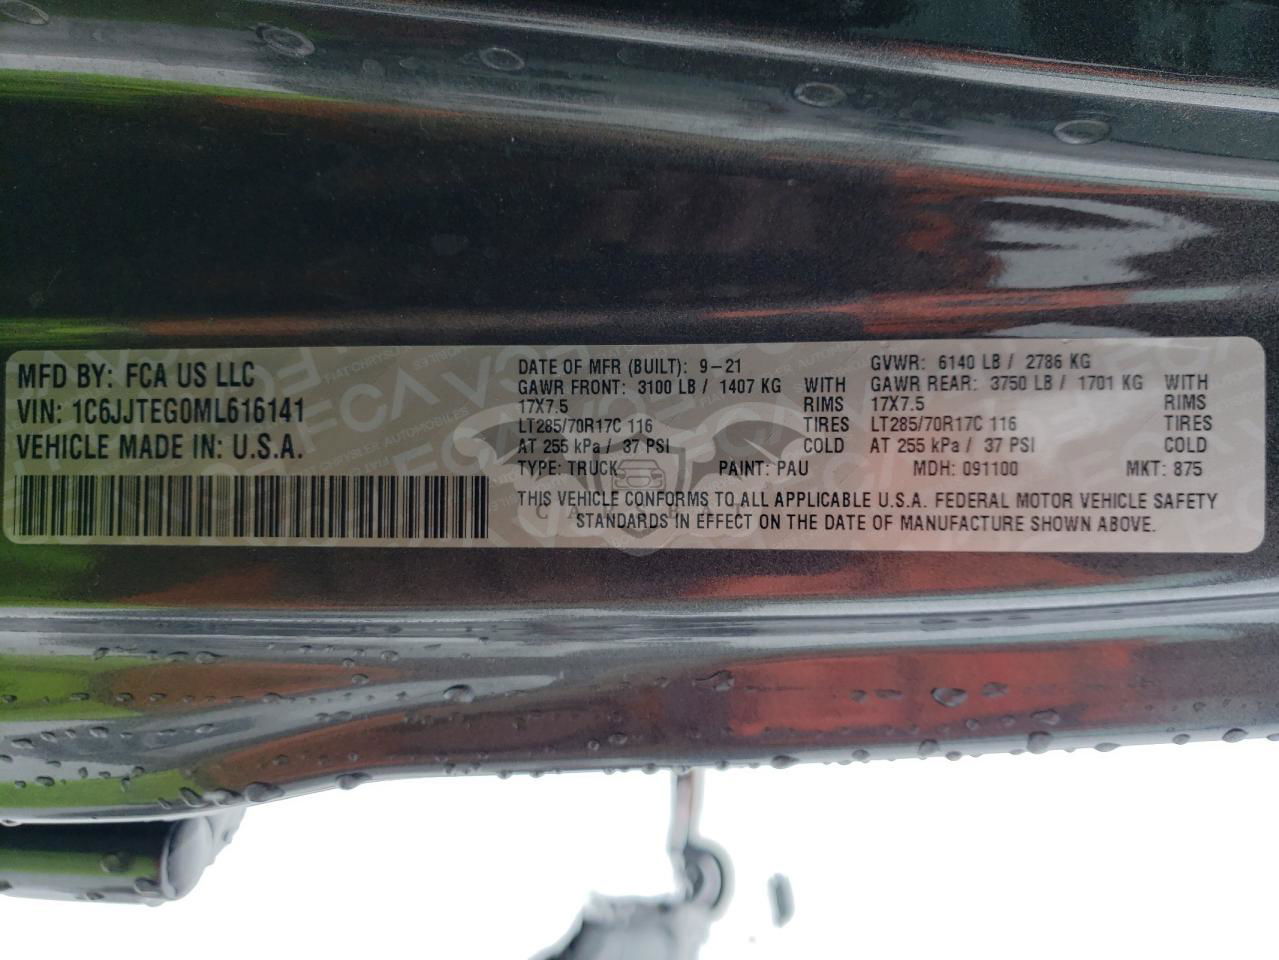 MFD BY: FCA US LLC
VIN: 1C6JJTEG0ML616141
VEHICLE MADE IN: U.S.A.
DATE OF MFR (BUILT): 9-21
GAWR FRONT: 3100 LB / 1407 KG WITH
17X7.5 RIMS
LT285/70R17C 116 TIRES
AT 255 kPa / 37 PSI COLD
TYPE: TRUCK PAINT: PAU
GVWR: 6140 LB / 2786 KG
GAWR REAR: 3750 LB / 1701 KG WITH
17X7.5 RIMS
LT285/70R17C 116 TIRES
AT 255 kPa / 37 PSI COLD
MDH: 091100 MKT: 875
THIS VEHICLE CONFORMS TO ALL APPLICABLE U.S.A. FEDERAL MOTOR VEHICLE SAFETY
STANDARDS IN EFFECT ON THE DATE OF MANUFACTURE SHOWN ABOVE.